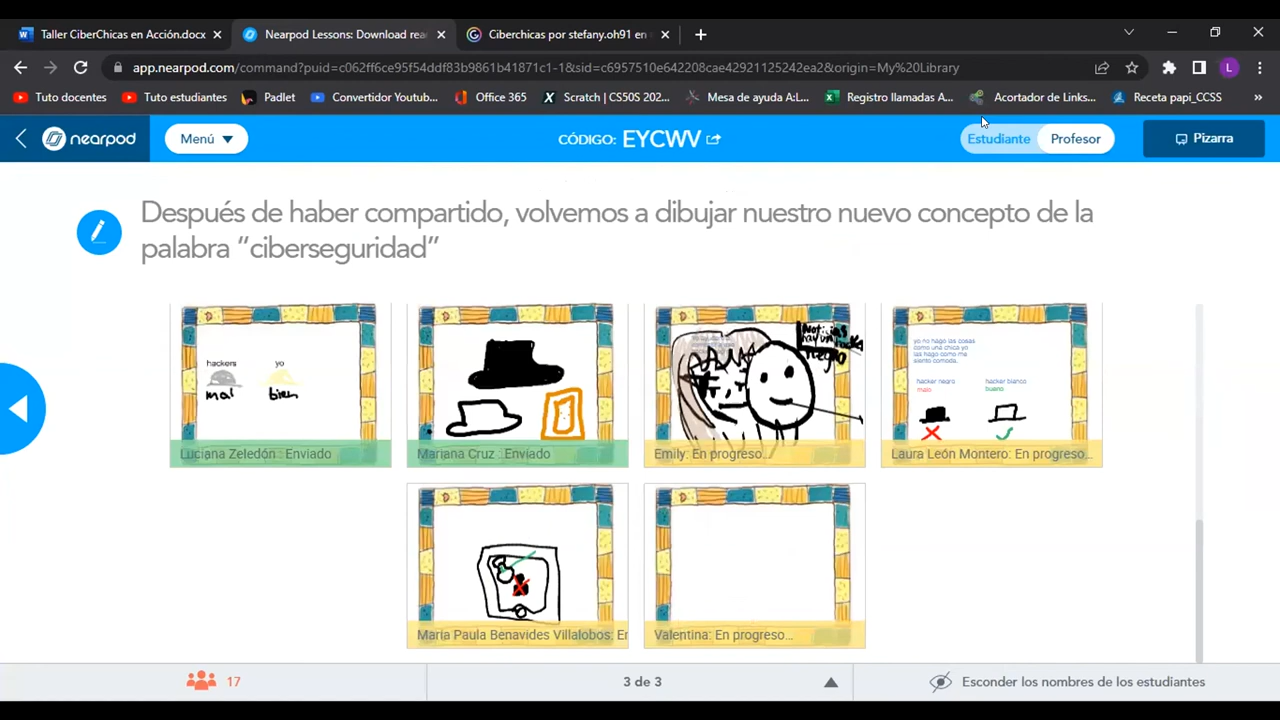 Taller CiberChicas en Acción.docx
Nearpod Lessons: Download rea
Ciberchicas por stefany.oh91 en
app.nearpod.com/command?puid=c062ff6ce95f54ddf83b9861b41871c1-1&sid=c6957510e642208cae42921125242ea2&origin=My%20Library
L
Tuto docentes
Tuto estudiantes
Padlet
Convertidor Youtub...
Office 365
Scratch | CS50S 202...
Mesa de ayuda A:L...
Registro llamadas A...
Acortador de Links...
Receta papi_CCSS
»
nearpod
Menú
CÓDIGO: EYCWV
Estudiante
Profesor
Pizarra
Después de haber compartido, volvemos a dibujar nuestro nuevo concepto de la
palabra “ciberseguridad”
hackers yo
mal bien
Luciana Zeledón : Enviado
Mariana Cruz : Enviado
Noticias
hay un
negro
Emily: En progreso...
yo no hago las cosas
como una chica yo
las hago como me
siento comoda.
hacker negro hacker blanco
malo bueno
Laura León Montero: En progreso...
María Paula Benavides Villalobos: En
Valentina: En progreso...
17
3 de 3
Esconder los nombres de los estudiantes